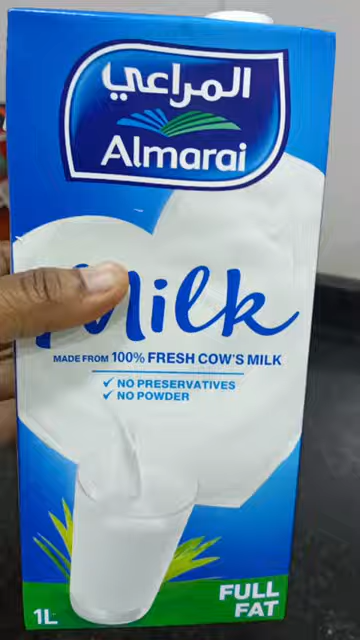 المراعي
Almarai
Milk
MADE FROM 100% FRESH COW'S MILK
✓ NO PRESERVATIVES
✓ NO POWDER
1L
FULL
FAT